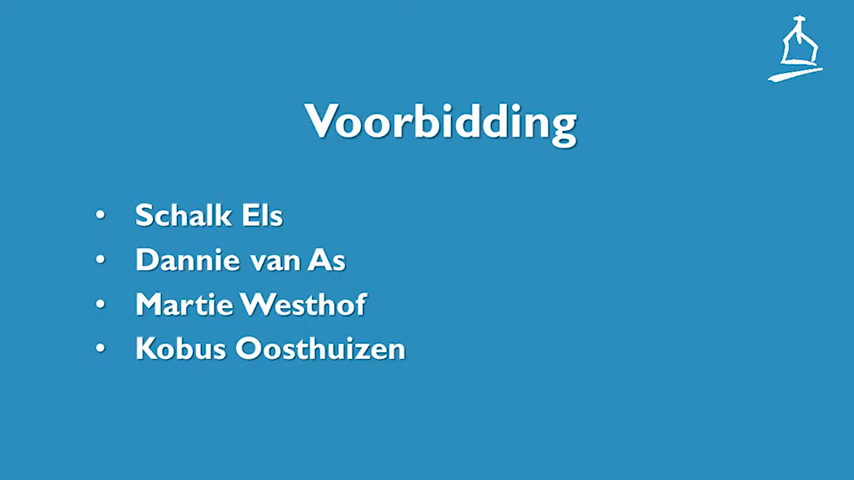 Voorbidding
• Schalk Els
• Dannie van As
• Martie Westhof
• Kobus Oosthuizen